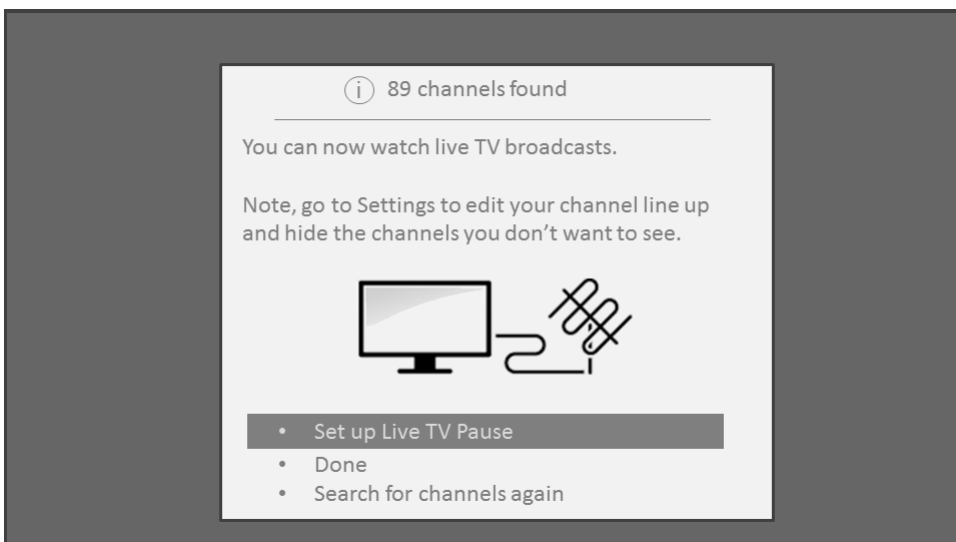 89 channels found
You can now watch live TV broadcasts.
Note, go to Settings to edit your channel line up
and hide the channels you don’t want to see.
• Set up Live TV Pause
• Done
• Search for channels again